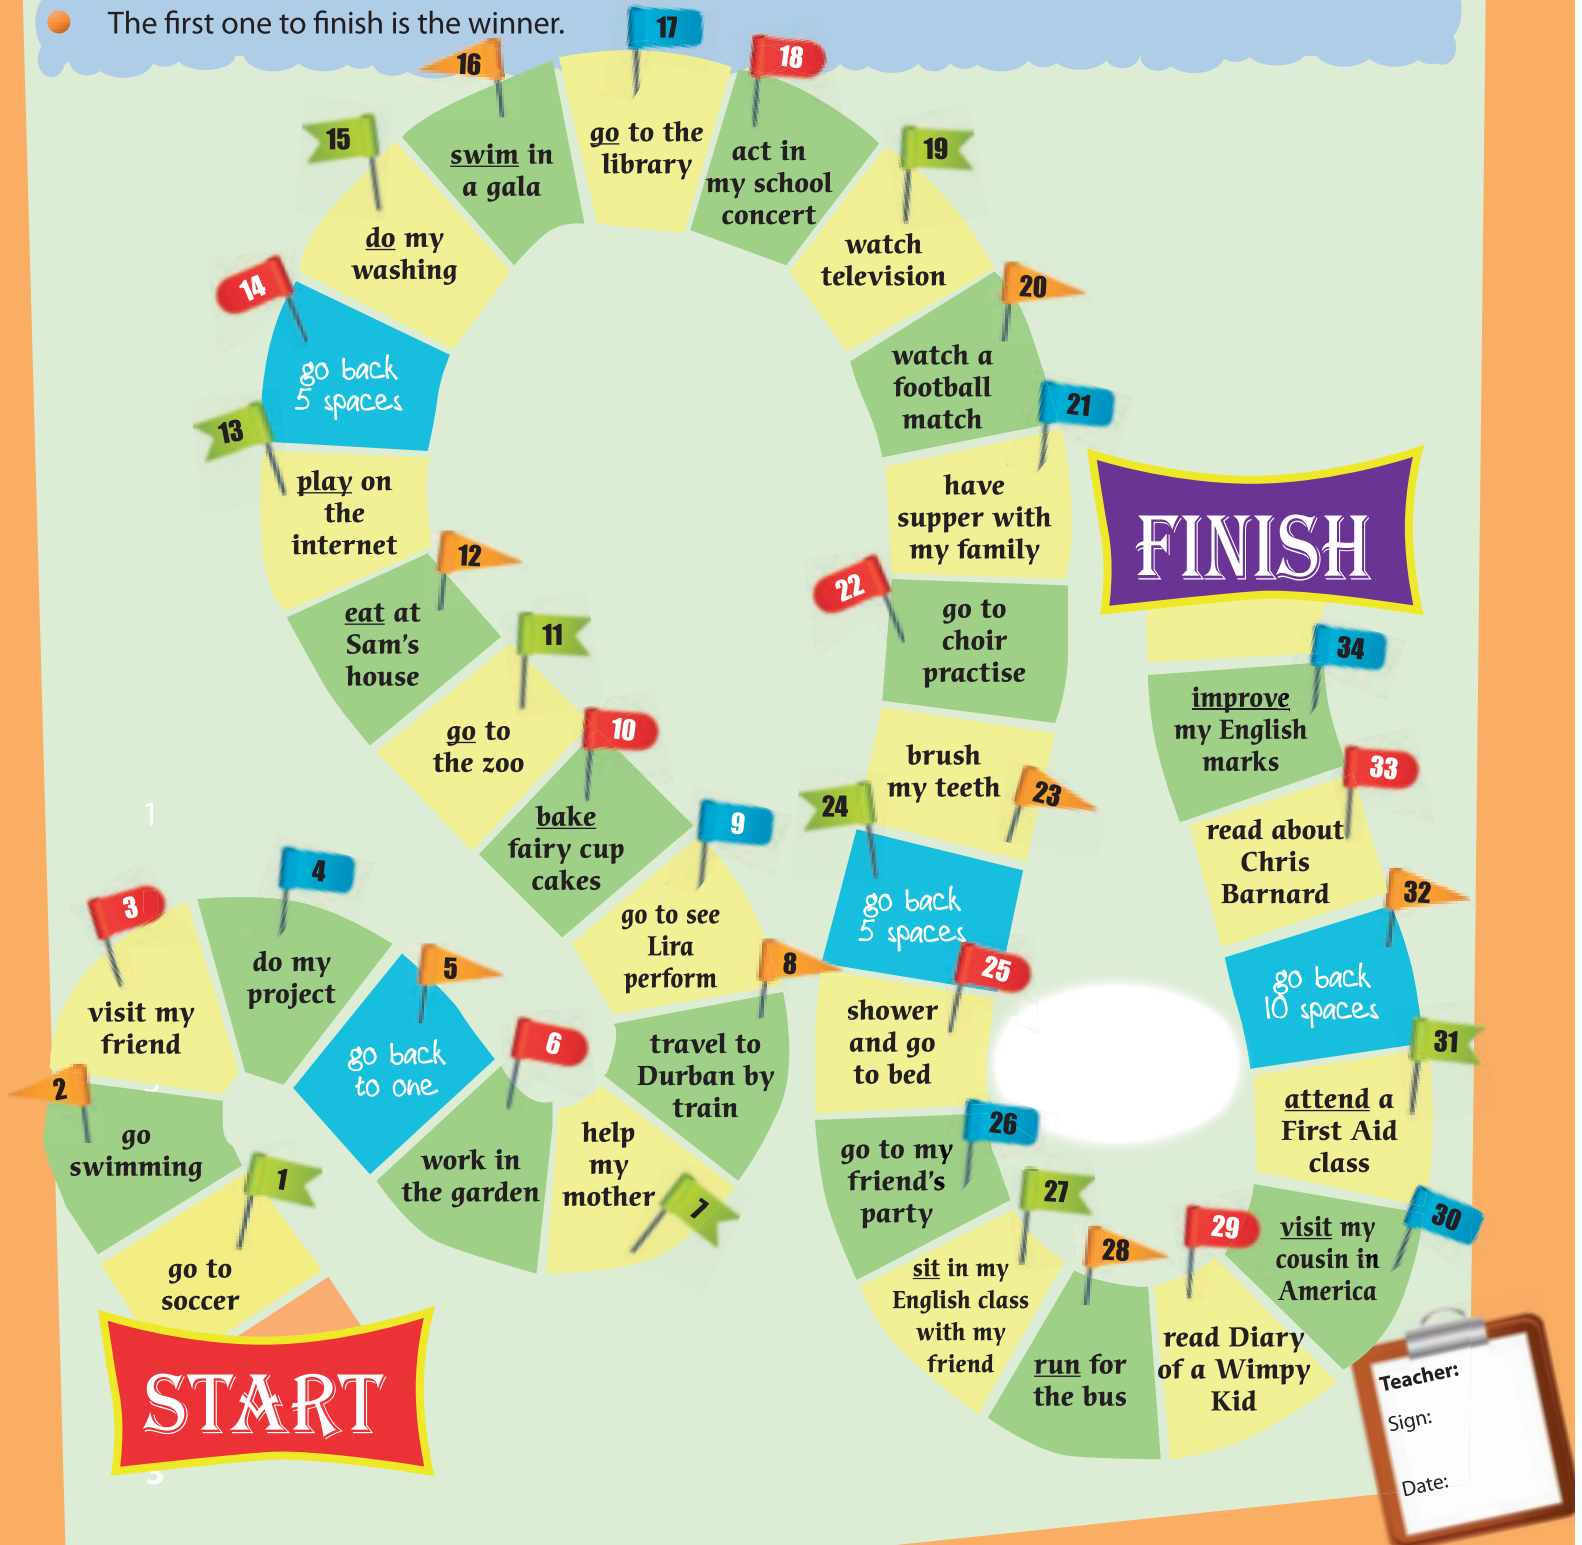 The first one to finish is the winner.
START
1
go to
soccer
2
go
swimming
3
visit my
friend
4
do my
project
5
go back
to one
6
work in
the garden
7
help
my
mother
8
travel to
Durban by
train
9
go to see
Lira
perform
10
bake
fairy cup
cakes
11
go to
the zoo
12
eat at
Sam's
house
13
play on
the
internet
14
go back
5 spaces
15
do my
washing
16
swim in
a gala
17
go to the
library
18
act in
my school
concert
19
watch
television
20
watch a
football
match
21
have
supper with
my family
22
go to
choir
practise
23
brush
my teeth
24
go back
5 spaces
25
shower
and go
to bed
26
go to my
friend's
party
27
sit in my
English class
with my
friend
28
run for
the bus
29
read Diary
of a Wimpy
Kid
30
visit my
cousin in
America
31
attend a
First Aid
class
32
go back
10 spaces
33
read about
Chris
Barnard
34
improve
my English
marks
FINISH
1
Teacher:
Sign:
Date: